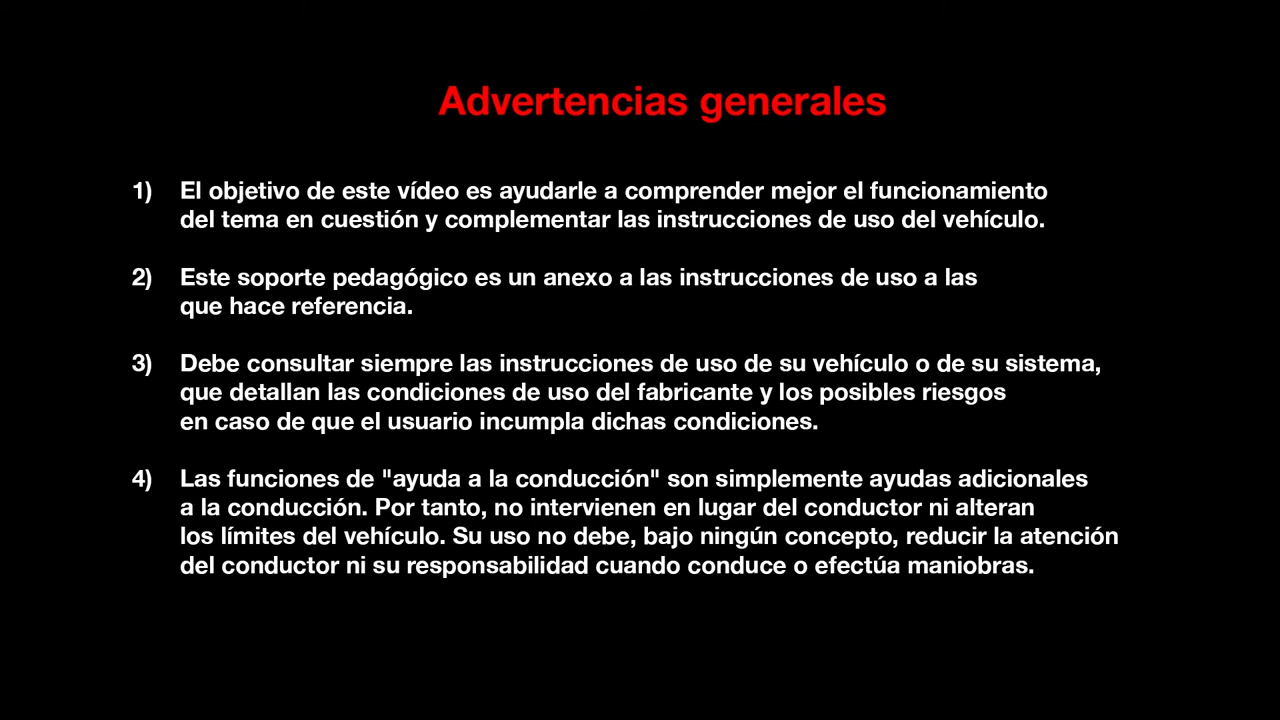 Advertencias generales
1) El objetivo de este vídeo es ayudarle a comprender mejor el funcionamiento
del tema en cuestión y complementar las instrucciones de uso del vehículo.
2) Este soporte pedagógico es un anexo a las instrucciones de uso a las
que hace referencia.
3) Debe consultar siempre las instrucciones de uso de su vehículo o de su sistema,
que detallan las condiciones de uso del fabricante y los posibles riesgos
en caso de que el usuario incumpla dichas condiciones.
4) Las funciones de "ayuda a la conducción" son simplemente ayudas adicionales
a la conducción. Por tanto, no intervienen en lugar del conductor ni alteran
los límites del vehículo. Su uso no debe, bajo ningún concepto, reducir la atención
del conductor ni su responsabilidad cuando conduce o efectúa maniobras.